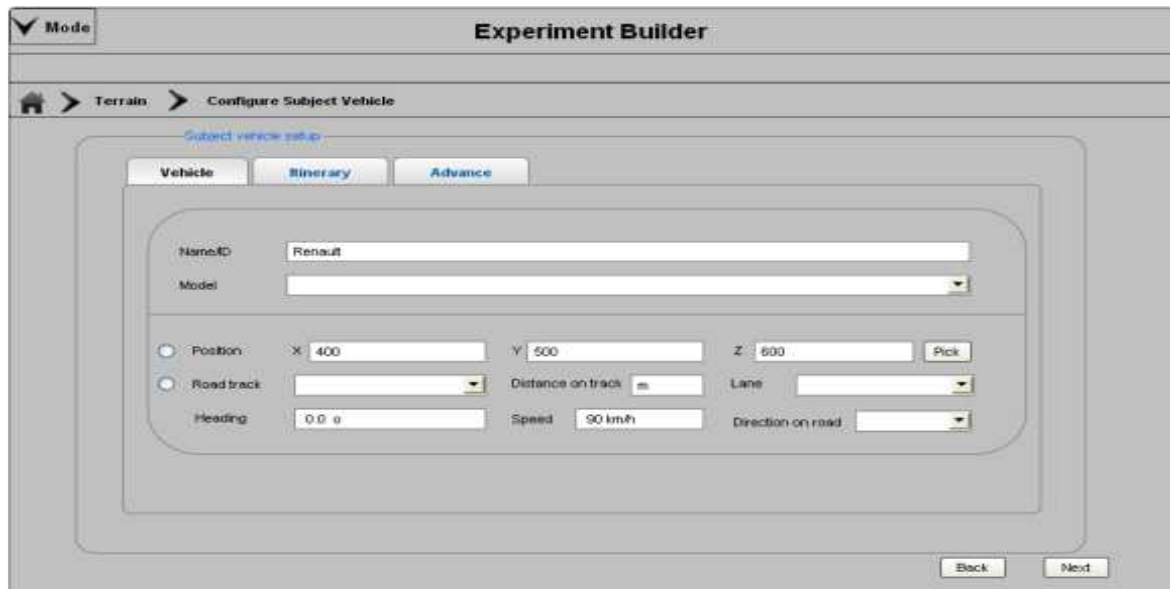 Mode
Experiment Builder
Terrain Configure Subject Vehicle
Subject vehicle setup
Vehicle Itinerary Advance
Name/ID Renault
Model
Position X 400 Y 500 Z 600 Pick
Road track Distance on track m Lane
Heading 0.0 o Speed 90 km/h Direction on road
Back Next